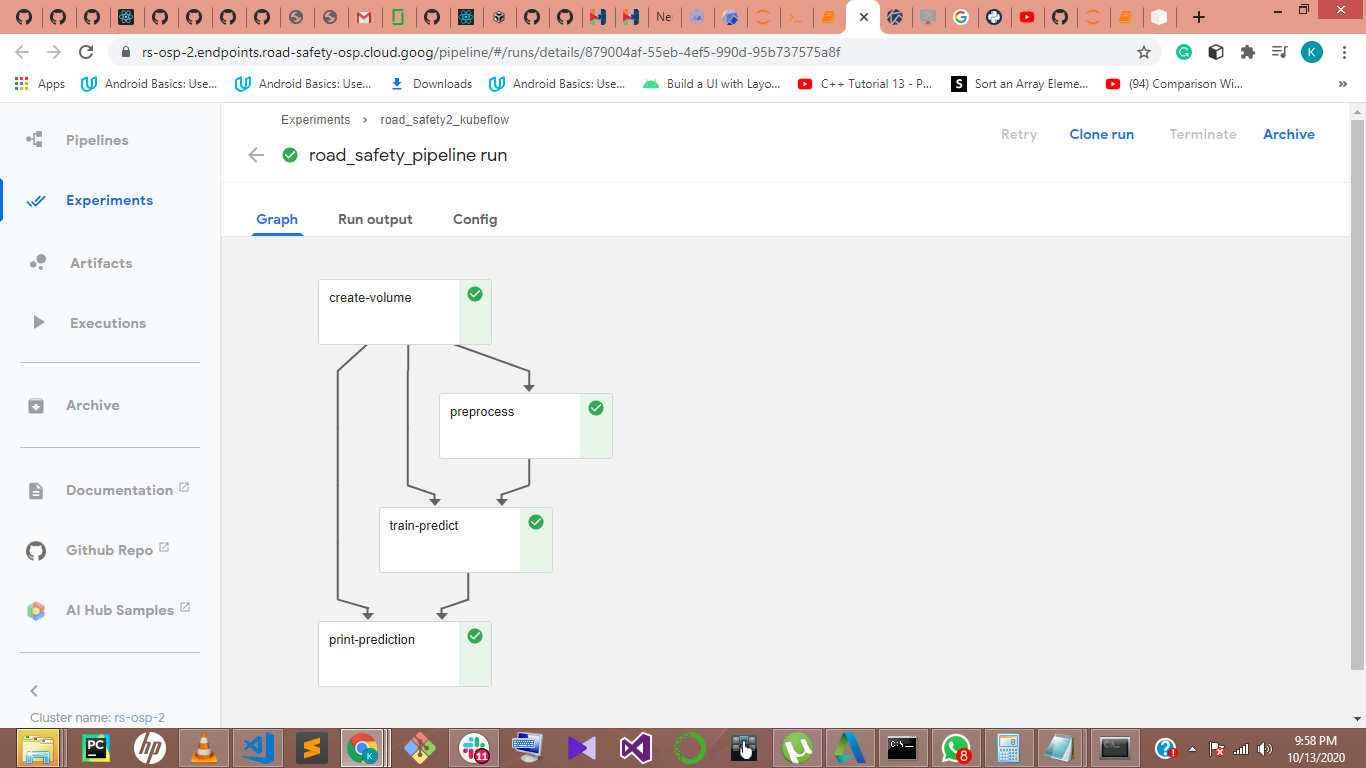 Ne
rs-osp-2.endpoints.road-safety-osp.cloud.goog/pipeline/#/runs/details/879004af-55eb-4ef5-990d-95b737575a8f
K
Apps
Android Basics: Use...
Android Basics: Use...
Downloads
Android Basics: Use...
Build a UI with Layo...
C++ Tutorial 13 - P...
S
Sort an Array Eleme...
(94) Comparison Wi...
»
Pipelines
Experiments
Artifacts
Executions
Archive
Documentation
Github Repo
AI Hub Samples
Cluster name: rs-osp-2
Experiments > road_safety2_kubeflow
Retry
Clone run
Terminate
Archive
road_safety_pipeline run
Graph
Run output
Config
create-volume
preprocess
train-predict
print-prediction
PC
hp
K
11
8
C:\
9:58 PM
10/13/2020